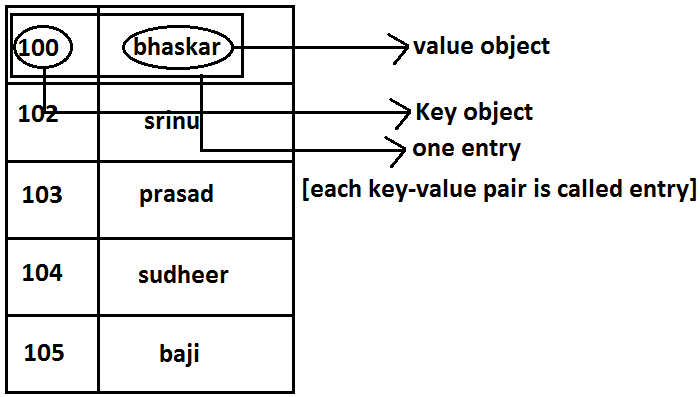 100 bhaskar value object
102 srinu Key object
one entry
103 prasad [each key-value pair is called entry]
104 sudheer
105 baji